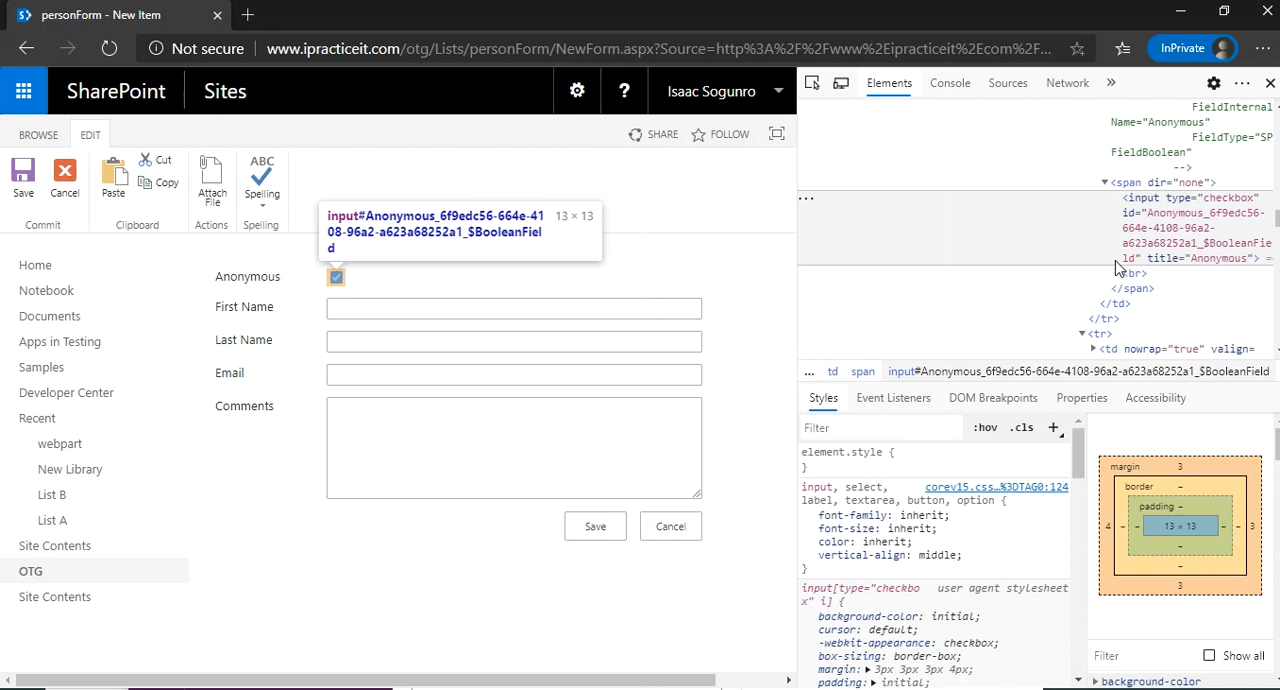 personForm - New Item
Not secure
www.ipracticeit.com/otg/Lists/personForm/NewForm.aspx?Source=http%3A%2F%2Fwww%2Eipracticeit%2Ecom%2F...
InPrivate
SharePoint
Sites
?
Isaac Sogunro
BROWSE
EDIT
SHARE
FOLLOW
Save
Cancel
Paste
Cut
Copy
Attach
File
ABC
Spelling
Commit
Clipboard
Actions
Spelling
input#Anonymous_6f9edc56-664e-41
08-96a2-a623a68252a1_$BooleanFiel
d
13 × 13
Home
Notebook
Documents
Apps in Testing
Samples
Developer Center
Recent
webpart
New Library
List B
List A
Site Contents
OTG
Site Contents
Anonymous
First Name
Last Name
Email
Comments
Save
Cancel
Elements
Console
Sources
Network
FieldInternal
Name="Anonymous"
FieldType="SP
FieldBoolean"
-->
<span dir="none">
<input type="checkbox"
id="Anonymous_6f9edc56-
664e-4108-96a2-
a623a68252a1_$BooleanFie
ld" title="Anonymous"> =
<br>
</span>
</td>
</tr>
<tr>
<td nowrap="true" valign=
... td span input#Anonymous_6f9edc56-664e-4108-96a2-a623a68252a1_$BooleanField
Styles
Event Listeners
DOM Breakpoints
Properties
Accessibility
Filter
:hov .cls +
element.style {
}
input, select, corev15.css…%3DTAG0:124
label, textarea, button, option {
font-family: inherit;
font-size: inherit;
color: inherit;
vertical-align: middle;
}
input[type="checkbo user agent stylesheet
x" i] {
background-color: initial;
cursor: default;
-webkit-appearance: checkbox;
box-sizing: border-box;
margin: 3px 3px 3px 4px;
padding: initial;
margin 3
border -
padding -
4 - - 13 × 13 - - 3
-
-
3
Filter
Show all
background-color